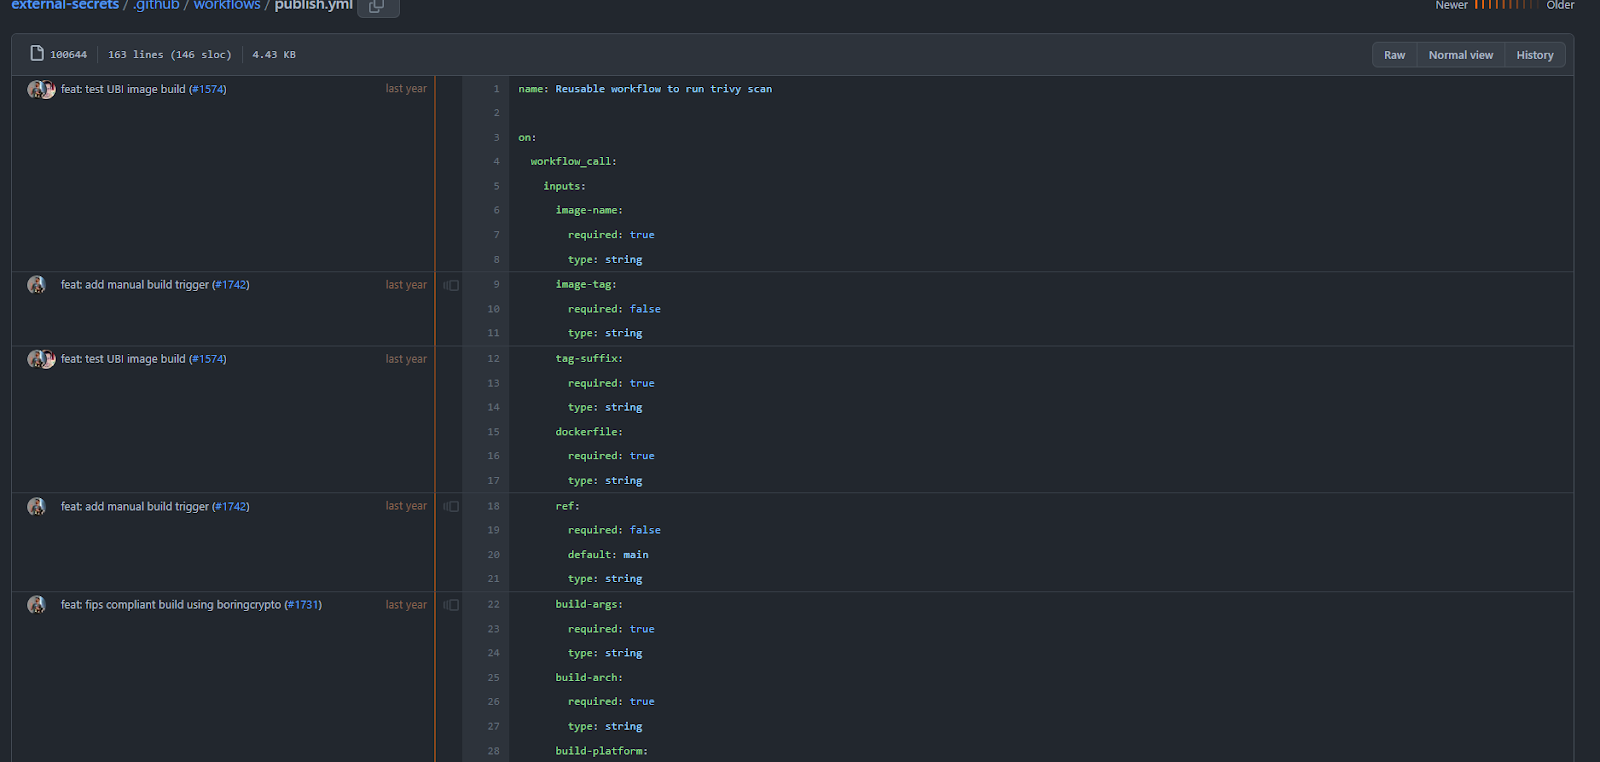 external-secrets / .github / workflows / publish.yml
Newer Older
100644 163 lines (146 sloc) 4.43 KB
Raw Normal view History
feat: test UBI image build (#1574) last year 1 name: Reusable workflow to run trivy scan
2
3 on:
4 workflow_call:
5 inputs:
6 image-name:
7 required: true
8 type: string
feat: add manual build trigger (#1742) last year 9 image-tag:
10 required: false
11 type: string
feat: test UBI image build (#1574) last year 12 tag-suffix:
13 required: true
14 type: string
15 dockerfile:
16 required: true
17 type: string
feat: add manual build trigger (#1742) last year 18 ref:
19 required: false
20 default: main
21 type: string
feat: fips compliant build using boringcrypto (#1731) last year 22 build-args:
23 required: true
24 type: string
25 build-arch:
26 required: true
27 type: string
28 build-platform: